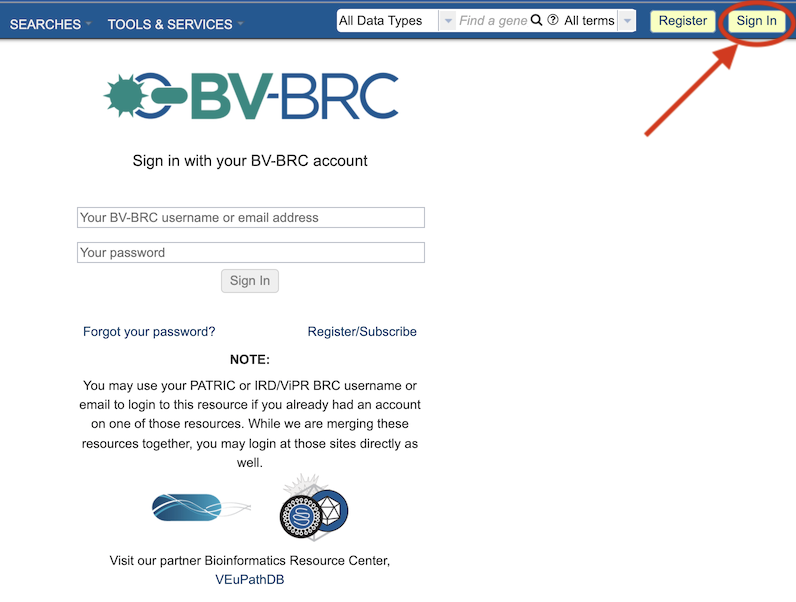 SEARCHES TOOLS & SERVICES All Data Types Find a gene All terms Register Sign In
BV-BRC
Sign in with your BV-BRC account
Your BV-BRC username or email address
Your password
Sign In
Forgot your password? Register/Subscribe
NOTE:
You may use your PATRIC or IRD/ViPR BRC username or
email to login to this resource if you already had an account
on one of those resources. While we are merging these
resources together, you may login at those sites directly as
well.
Visit our partner Bioinformatics Resource Center,
VEuPathDB